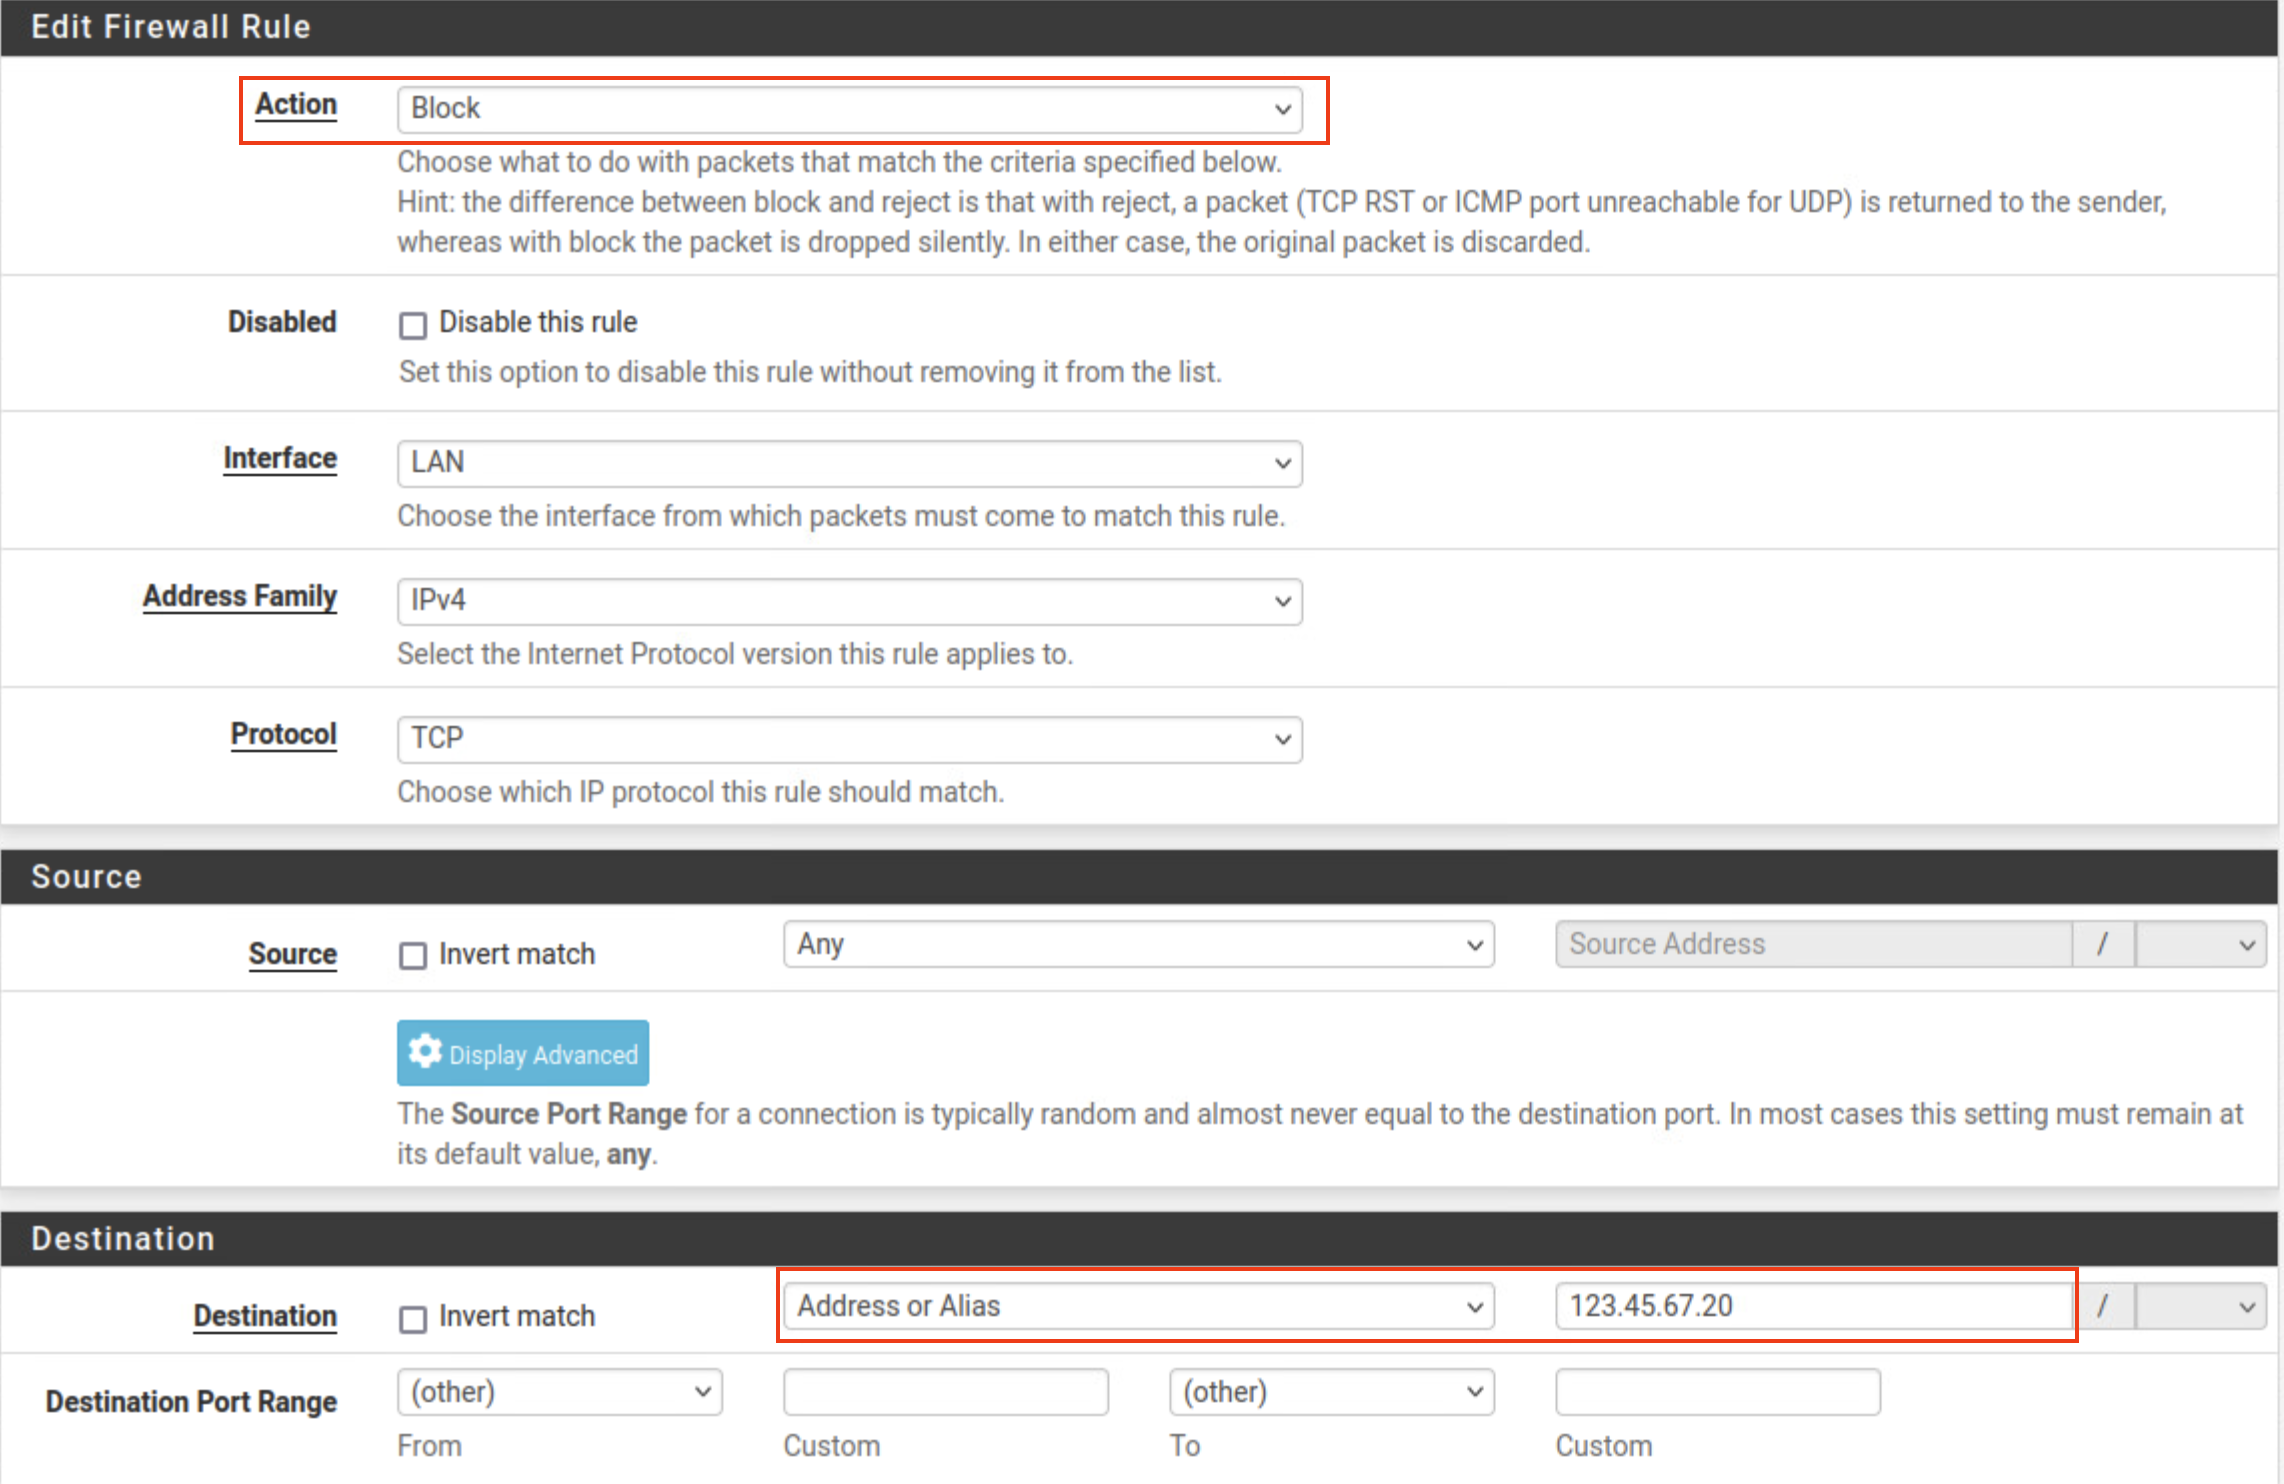 Edit Firewall Rule
Action
Block
Choose what to do with packets that match the criteria specified below.
Hint: the difference between block and reject is that with reject, a packet (TCP RST or ICMP port unreachable for UDP) is returned to the sender,
whereas with block the packet is dropped silently. In either case, the original packet is discarded.
Disabled
Disable this rule
Set this option to disable this rule without removing it from the list.
Interface
LAN
Choose the interface from which packets must come to match this rule.
Address Family
IPv4
Select the Internet Protocol version this rule applies to.
Protocol
TCP
Choose which IP protocol this rule should match.
Source
Source
Invert match
Any
Source Address
/
Display Advanced
The Source Port Range for a connection is typically random and almost never equal to the destination port. In most cases this setting must remain at
its default value, any.
Destination
Destination
Invert match
Address or Alias
123.45.67.20
/
Destination Port Range
(other)
(other)
From
Custom
To
Custom